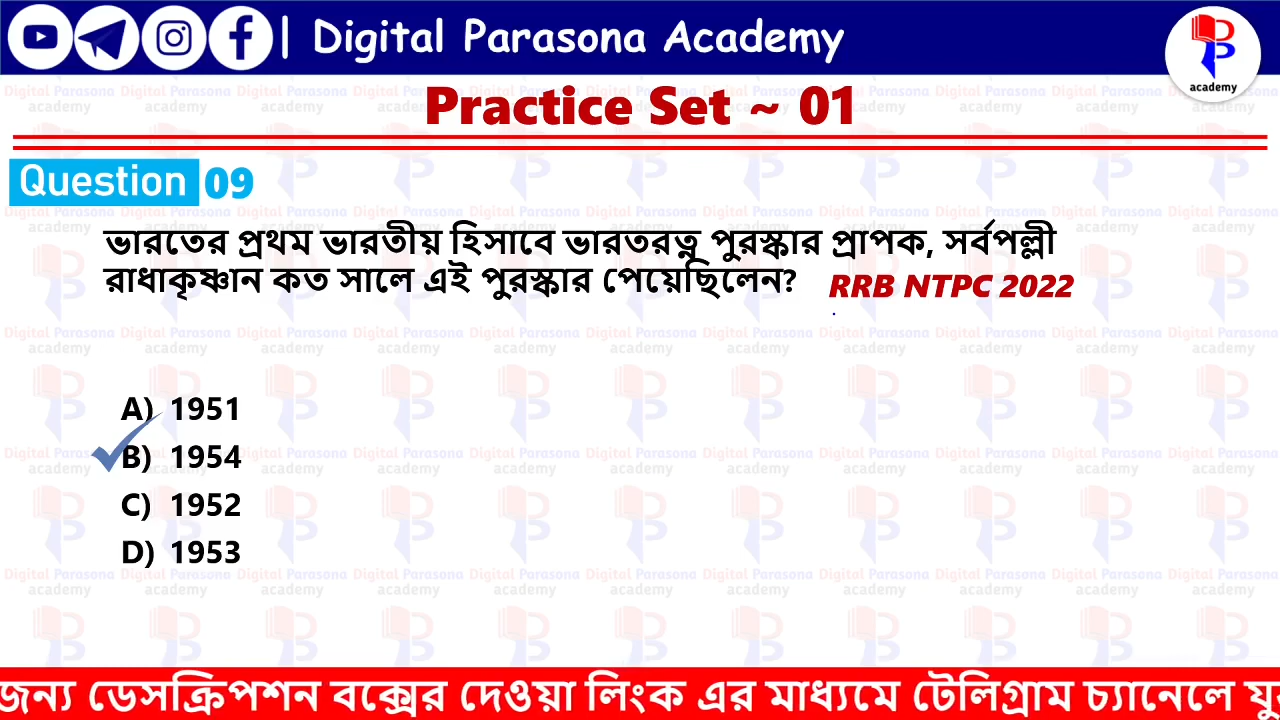 | Digital Parasona Academy
academy
Practice Set ~ 01
Question 09
ভারতের প্রথম ভারতীয় হিসাবে ভারতরত্ন পুরস্কার প্রাপক, সর্বপল্লী
রাধাকৃষ্ণান কত সালে এই পুরস্কার পেয়েছিলেন? RRB NTPC 2022
A) 1951
B) 1954
C) 1952
D) 1953
জন্য ডেসক্রিপশন বক্সের দেওয়া লিংক এর মাধ্যমে টেলিগ্রাম চ্যানেলে যু